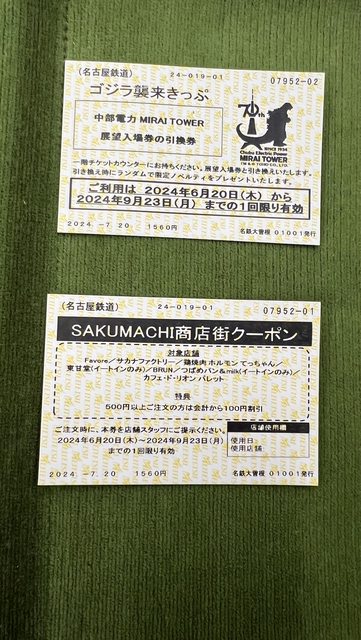 (名古屋鉄道)
24-019-01
07952-02
ゴジラ襲来きっぷ
中部電力 MIRAI TOWER
展望入場券の引換券
70th
SINCE 1954
Chubu Electric Power
MIRAI TOWER
TM & © TOHO CO., LTD.
一階チケットカウンターにお持ちください。展望入場券と引き換えいたします。
引き換え時にランダムで限定ノベルティをプレゼントいたします。
ご利用は 2024年6月20日(木) から
2024年9月23日(月) までの1回限り有効
2024 .-7.20 1560円
名鉄大曽根 01001発行
(名古屋鉄道)
24-019-01
07952-01
SAKUMACHI商店街クーポン
対象店舗
Favore/サカナファクトリー/鶏焼肉ホルモン てっちゃん/
東甘堂(イートインのみ)/BRUN/つばめパン&milk(イートインのみ)/
カフェ・ド・リオン パレット
特典
500円以上ご注文の方は会計から100円割引
ご注文時に、本券を店舗スタッフにご提示ください。
2024年6月20日(木)~2024年9月23日(月)
までの1回限り有効
店舗使用欄
使用日:
使用店舗:
2024 .-7.20 1560円
名鉄大曽根 01001発行